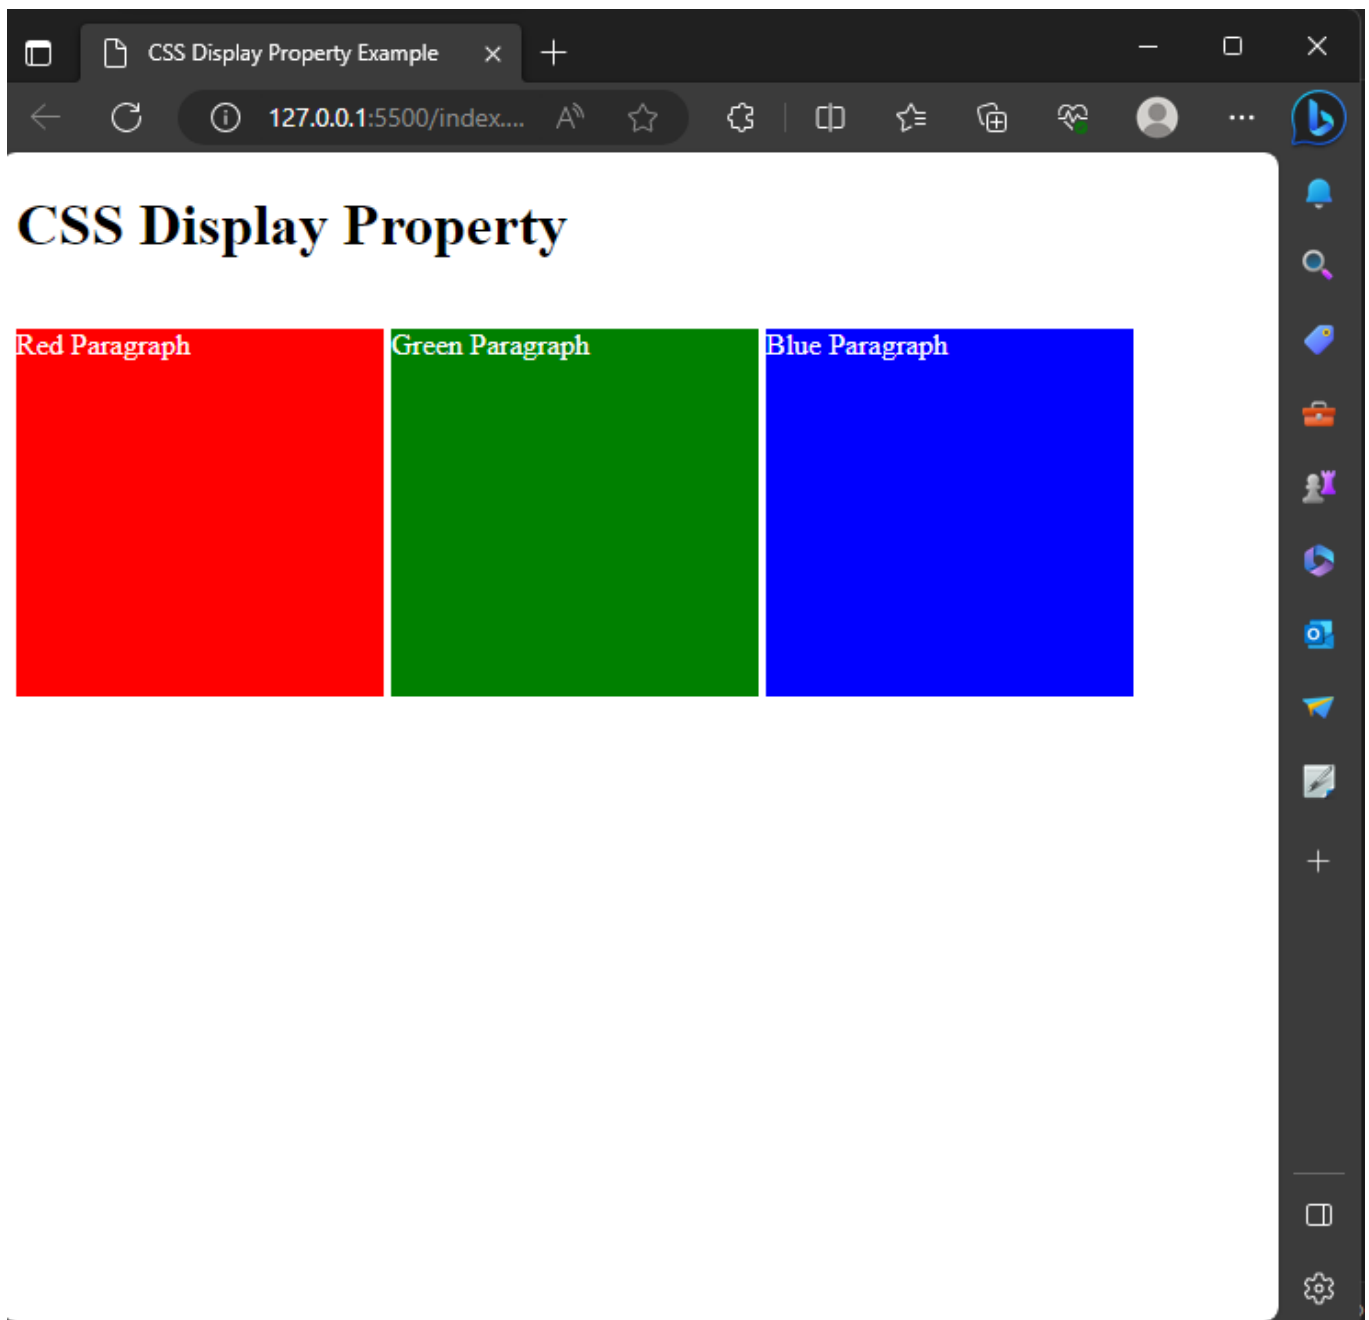 CSS Display Property Example
127.0.0.1:5500/index....
CSS Display Property
Red Paragraph
Green Paragraph
Blue Paragraph